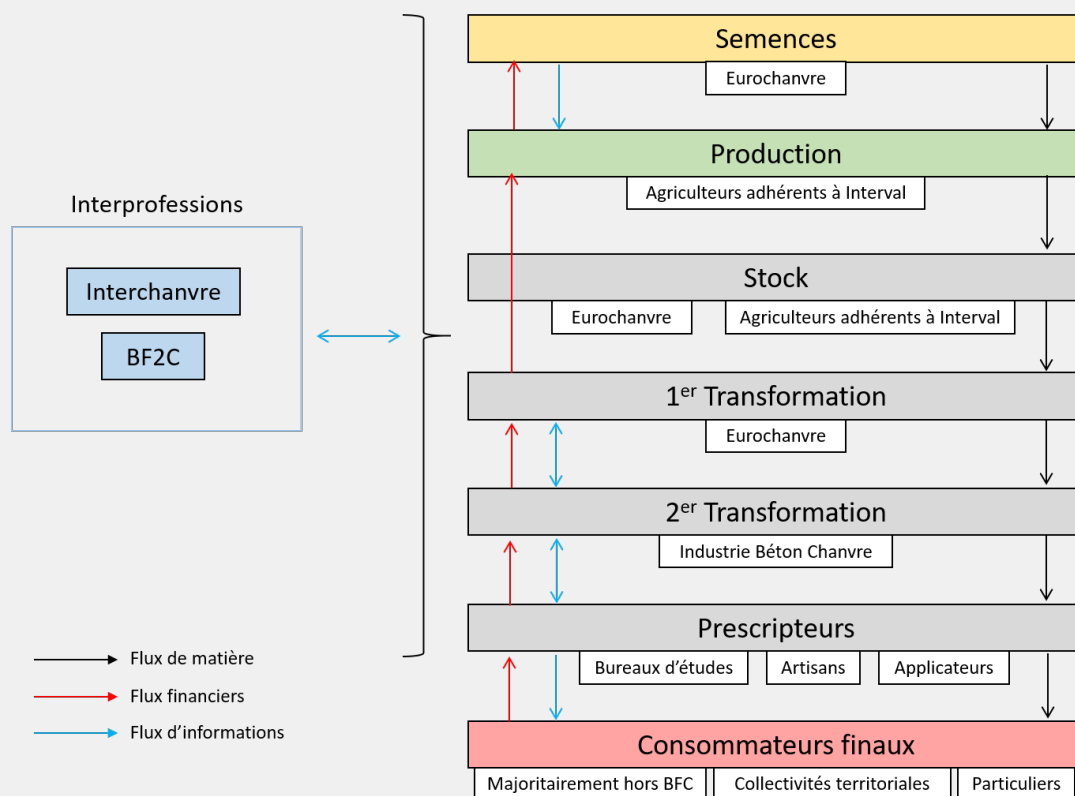 Semences
Eurochanvre
Production
Agriculteurs adhérents à Interval
Interprofessions
Interchanvre
BF2C
Stock
Eurochanvre
Agriculteurs adhérents à Interval
1er Transformation
Eurochanvre
2er Transformation
Industrie Béton Chanvre
Prescripteurs
Bureaux d’études
Artisans
Applicateurs
Flux de matière
Flux financiers
Flux d’informations
Consommateurs finaux
Majoritairement hors BFC
Collectivités territoriales
Particuliers